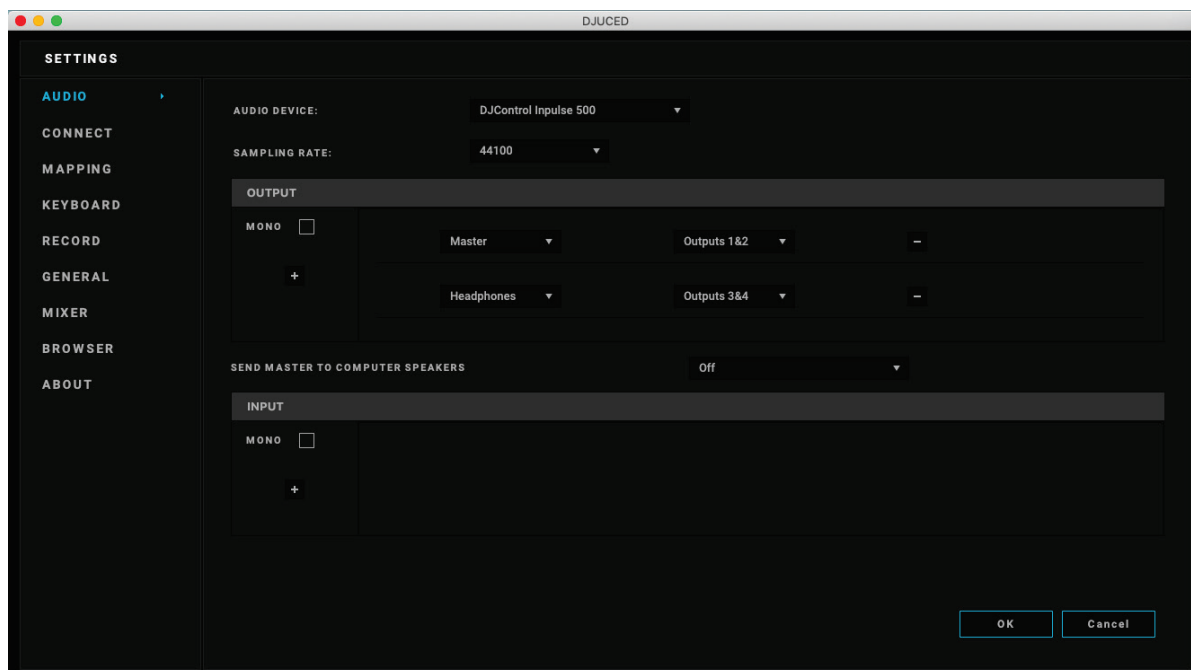 DJUCED
SETTINGS
AUDIO
CONNECT
MAPPING
KEYBOARD
RECORD
GENERAL
MIXER
BROWSER
ABOUT
AUDIO DEVICE: DJControl Inpulse 500
SAMPLING RATE: 44100
OUTPUT
MONO
+
Master Outputs 1&2 -
Headphones Outputs 3&4 -
SEND MASTER TO COMPUTER SPEAKERS Off
INPUT
MONO
+
OK Cancel